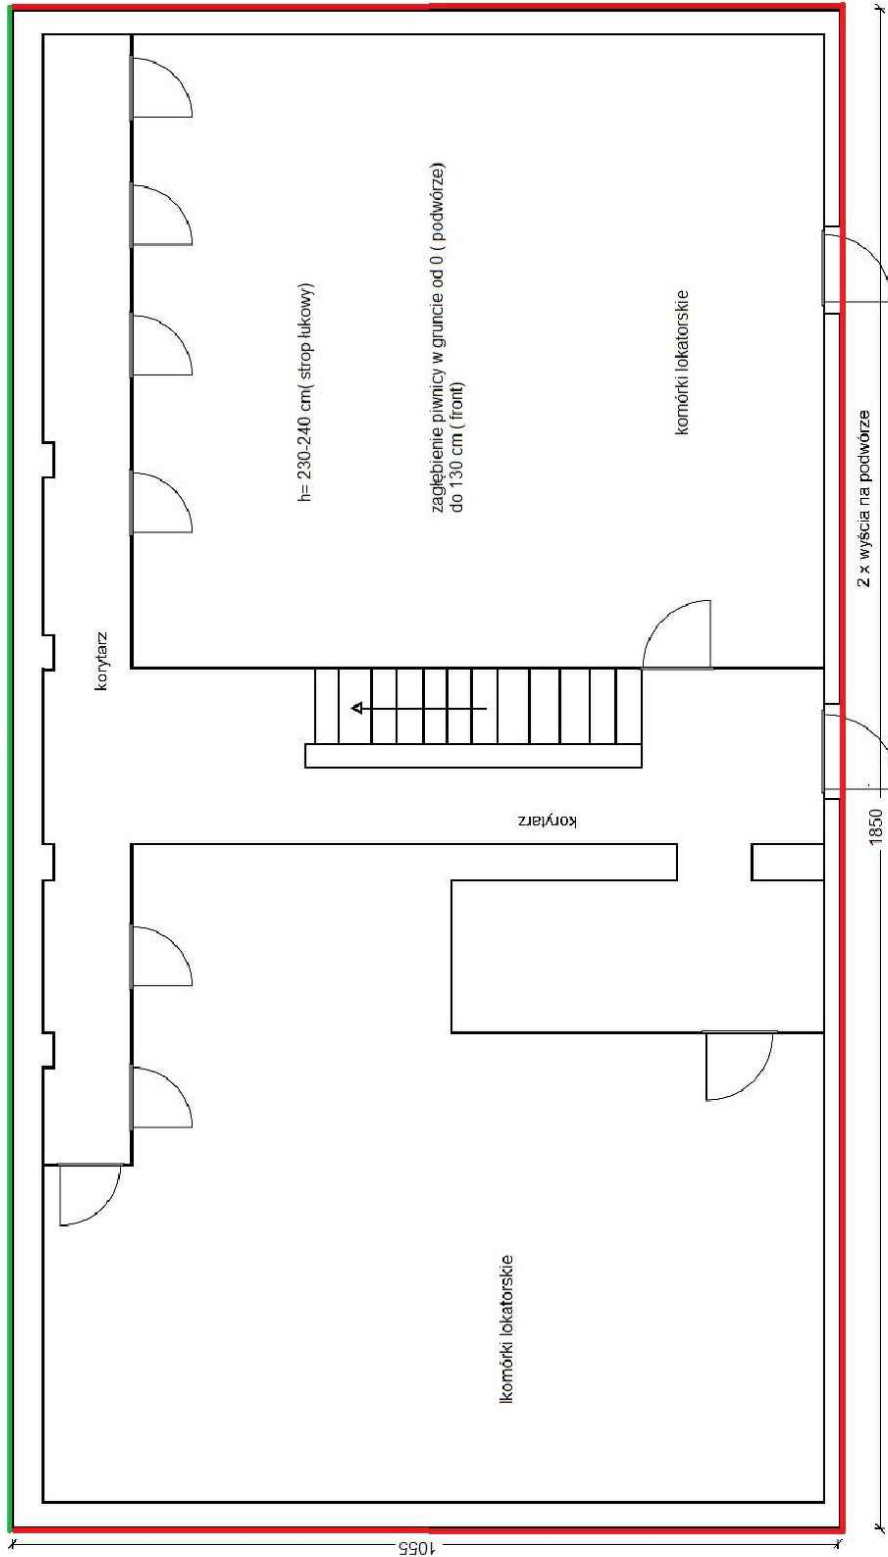 h= 230-240 cm( strop łukowy)
zagłębienie piwnicy w gruncie od 0 ( podwórze)
do 130 cm ( front)
komórki lokatorskie
2 x wyścia na podwórze
korytarz
korytarz
1850
lkomórki lokatorskie
1055